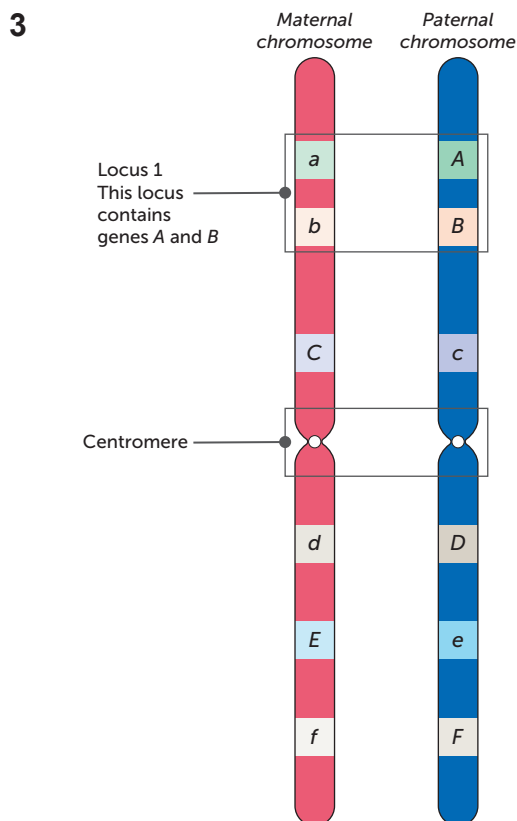 3
Maternal
chromosome
Paternal
chromosome
a
A
Locus 1
This locus
contains
genes A and B
b
B
C
c
Centromere
d
D
E
e
f
F